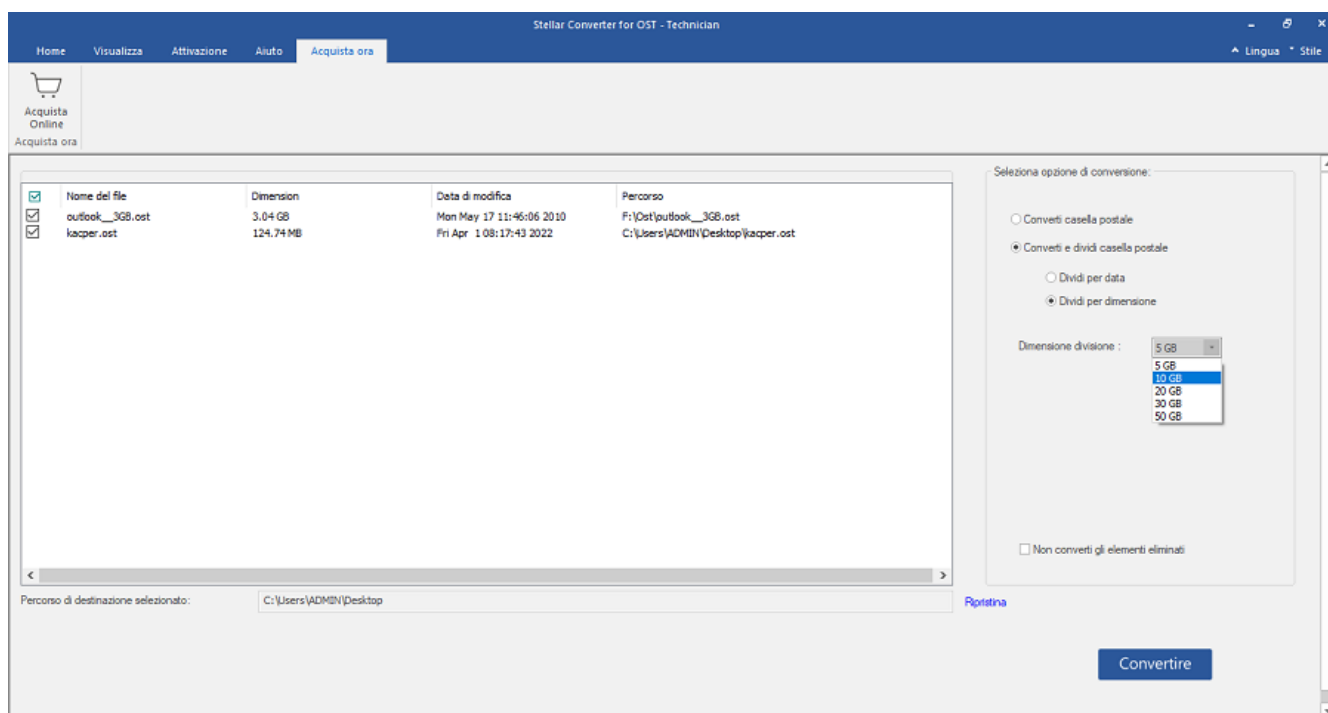 Stellar Converter for OST - Technician
Home Visualizza Attivazione Aiuto Acquista ora Lingua Stile
Acquista
Online
Acquista ora
Seleziona opzione di conversione:
Nome del file Dimension Data di modifica Percorso
outlook__3GB.ost 3.04 GB Mon May 17 11:46:06 2010 F:\Ost\outlook__3GB.ost
kacper.ost 124.74 MB Fri Apr 1 08:17:43 2022 C:\Users\ADMIN\Desktop\kacper.ost
Converti casella postale
Converti e dividi casella postale
Dividi per data
Dividi per dimensione
Dimensione divisione : 5 GB
5 GB
10 GB
20 GB
30 GB
50 GB
Non converti gli elementi eliminati
Percorso di destinazione selezionato: C:\Users\ADMIN\Desktop Ripristina
Convertire